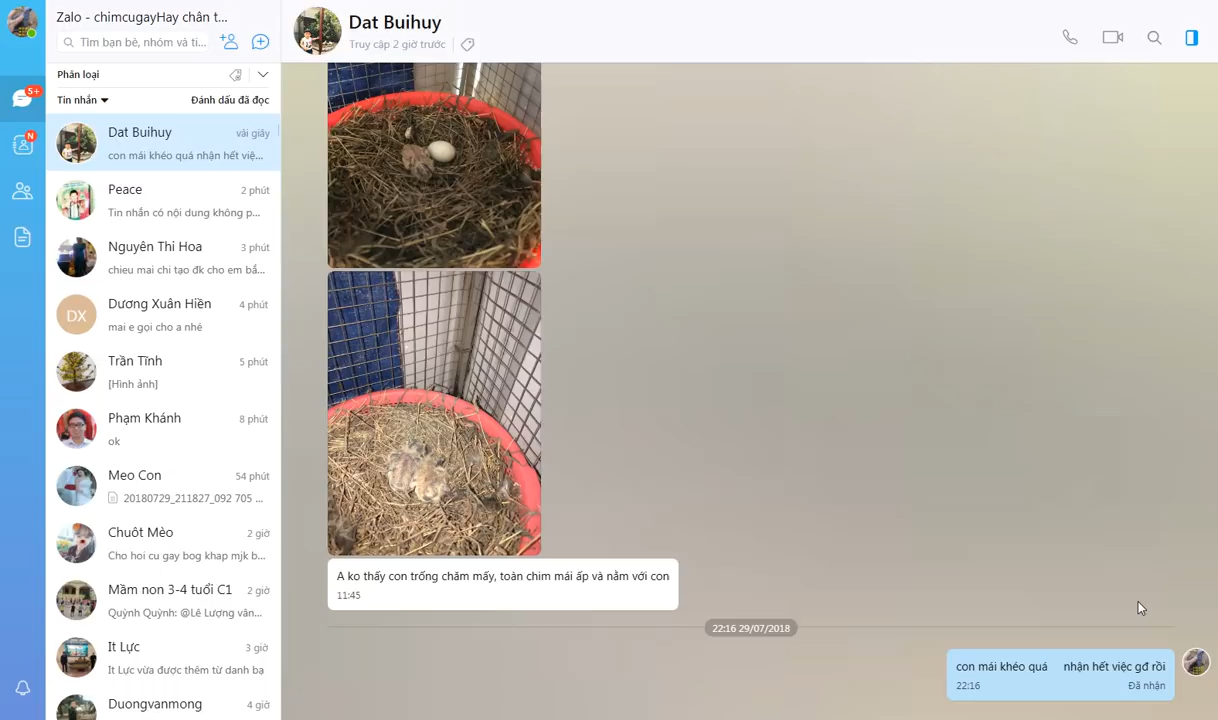 Zalo - chimcugayHay chân t...
Tìm bạn bè, nhóm và ti...
5+
N
Phân loại
Tin nhắn
Đánh dấu đã đọc
Dat Buihuy
vài giây
con mái khéo quá nhận hết việ...
Peace
2 phút
Tin nhắn có nội dung không p...
Nguyên Thi Hoa
3 phút
chieu mai chi tạo đk cho em bắ...
Dương Xuân Hiền
4 phút
DX
mai e gọi cho a nhé
Trần Tĩnh
5 phút
[Hình ảnh]
Phạm Khánh
8 phút
ok
Meo Con
54 phút
20180729_211827_092 705 ...
Chuôt Mèo
2 giờ
Cho hoi cu gay bog khap mjk b...
Mầm non 3-4 tuổi C1
2 giờ
Quỳnh Quỳnh: @Lê Lượng vân...
It Lực
3 giờ
It Lực vừa được thêm từ danh bạ
Duongvanmong
4 giờ
Dat Buihuy
Truy cập 2 giờ trước
A ko thấy con trống chăm mấy, toàn chim mái ấp và nằm với con
11:45
22:16 29/07/2018
con mái khéo quá nhận hết việc gđ rồi
22:16
Đã nhận